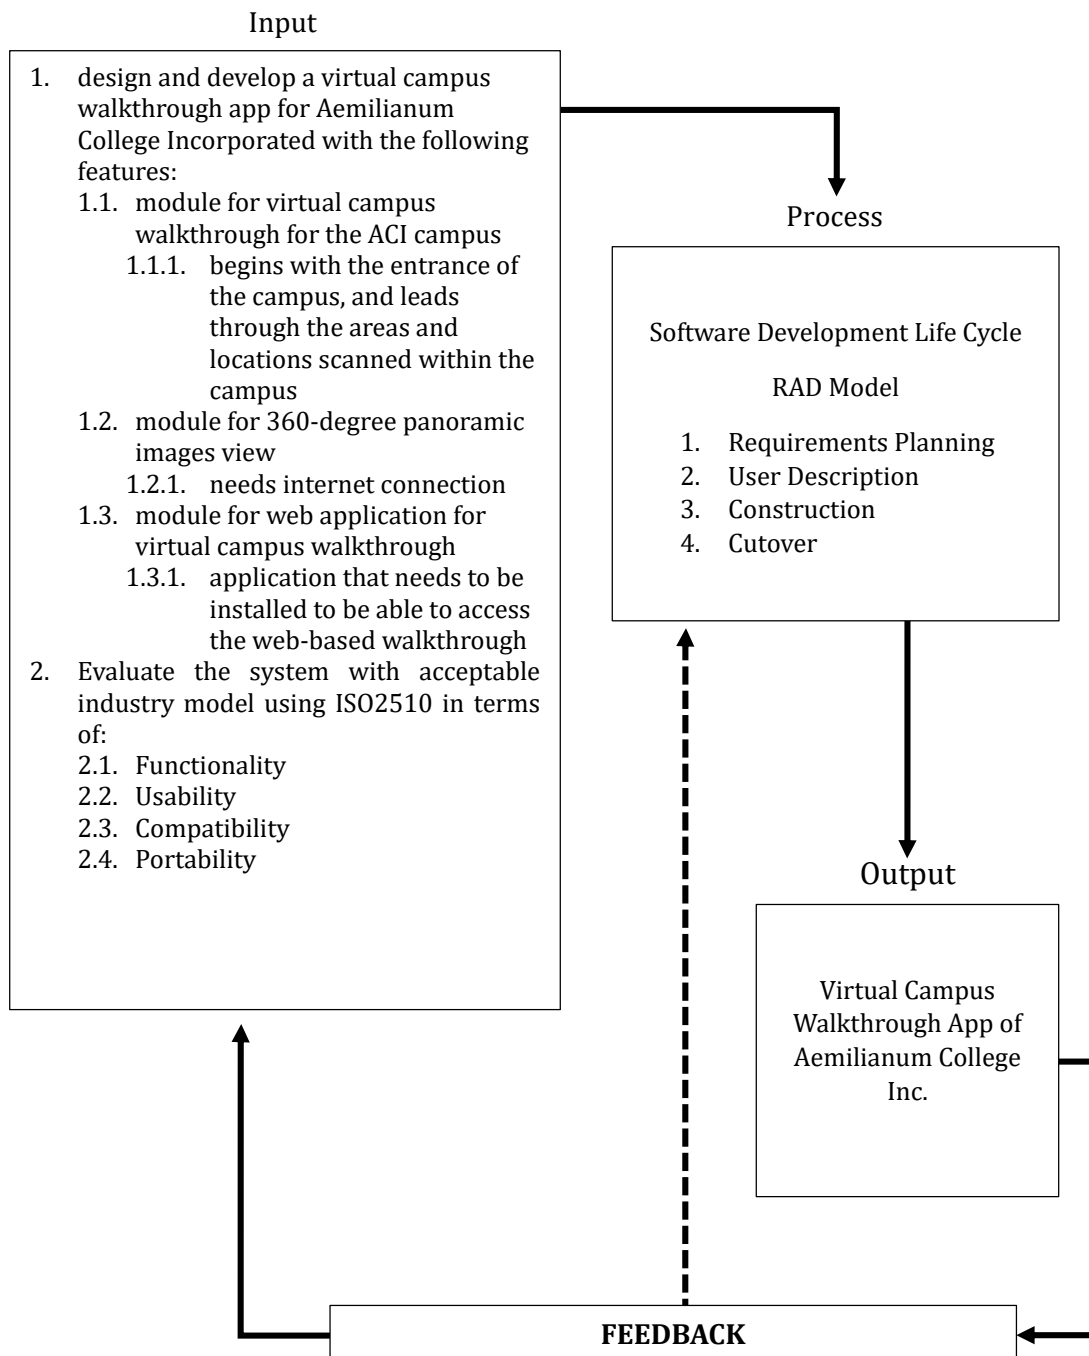 Input
1. design and develop a virtual campus
walkthrough app for Aemilianum
College Incorporated with the following
features:
1.1. module for virtual campus
walkthrough for the ACI campus
1.1.1. begins with the entrance of
the campus, and leads
through the areas and
locations scanned within the
campus
1.2. module for 360-degree panoramic
images view
1.2.1. needs internet connection
1.3. module for web application for
virtual campus walkthrough
1.3.1. application that needs to be
installed to be able to access
the web-based walkthrough
2. Evaluate the system with acceptable
industry model using ISO2510 in terms
of:
2.1. Functionality
2.2. Usability
2.3. Compatibility
2.4. Portability
Process
Software Development Life Cycle
RAD Model
1. Requirements Planning
2. User Description
3. Construction
4. Cutover
Output
Virtual Campus
Walkthrough App of
Aemilianum College
Inc.
FEEDBACK